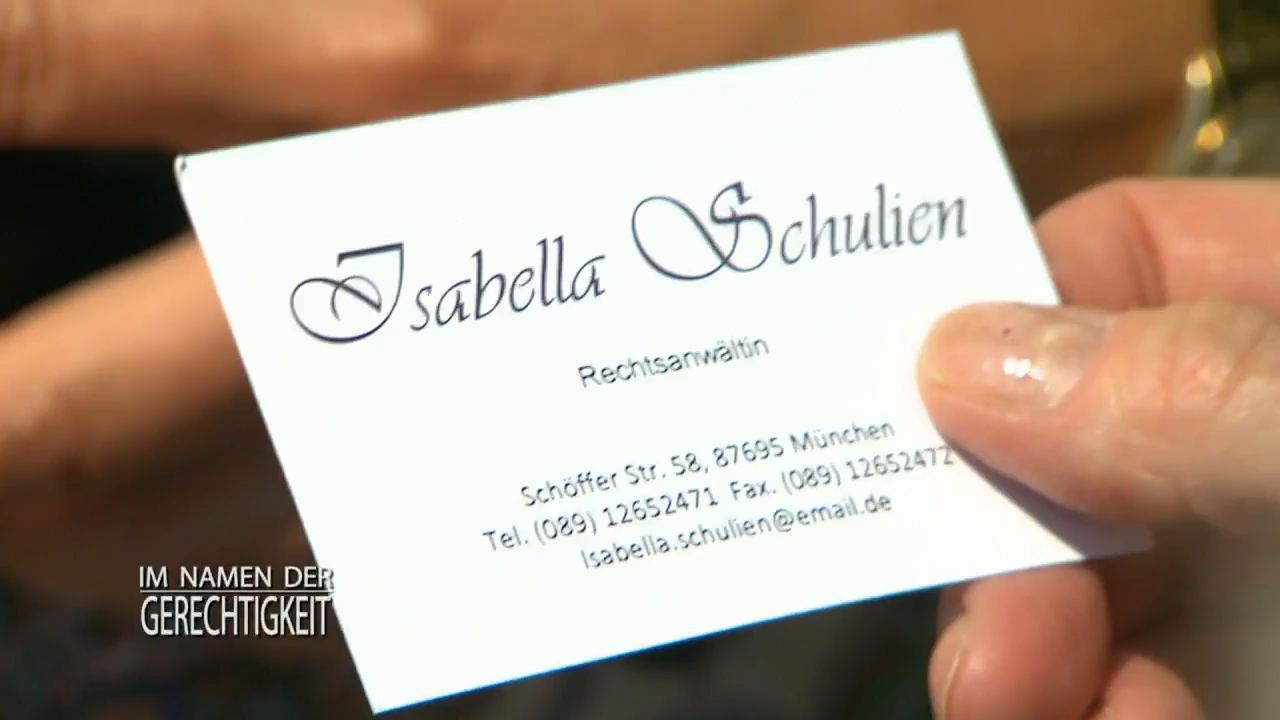 Isabella Schulien
Rechtsanwältin
Schöffer Str. 58, 87695 München
Tel. (089) 12652471 Fax. (089) 12652472
Isabella.schulien@email.de
IM NAMEN DER
GERECHTIGKEIT